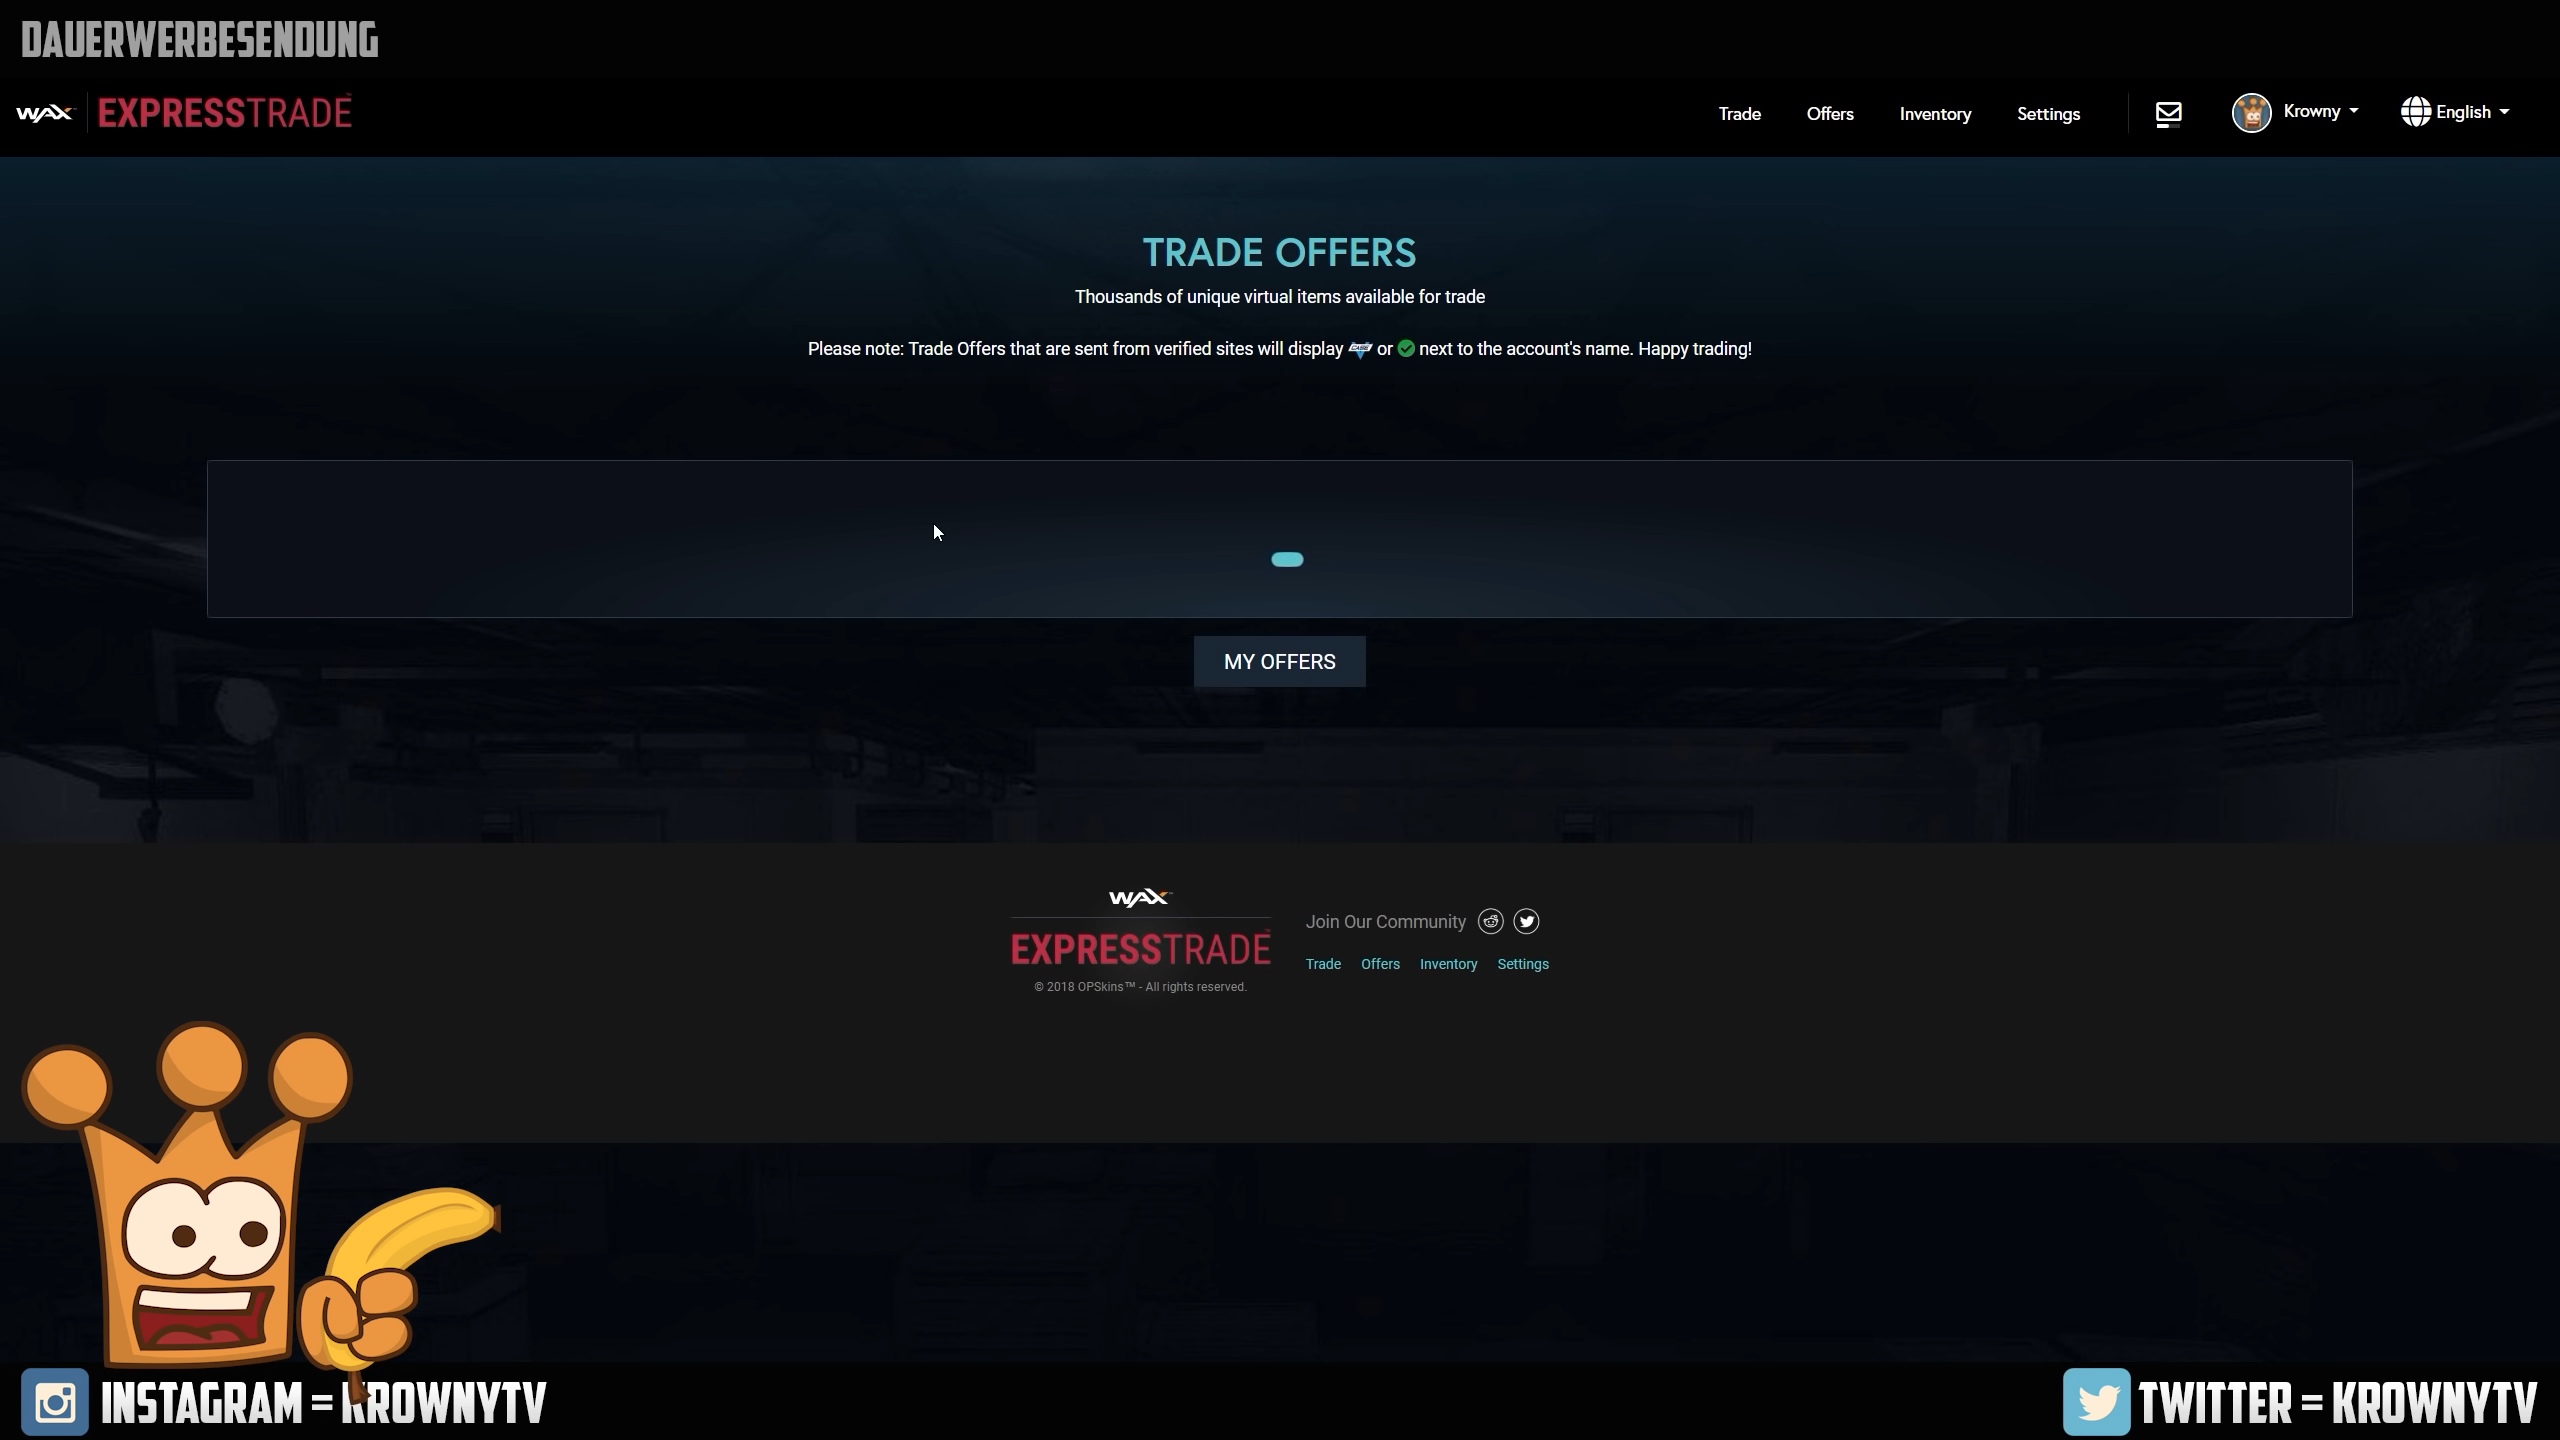 DAUERWERBESENDUNG
WAX EXPRESSTRADE
Trade Offers Inventory Settings Krowny English
TRADE OFFERS
Thousands of unique virtual items available for trade
Please note: Trade Offers that are sent from verified sites will display or next to the account's name. Happy trading!
MY OFFERS
WAX
EXPRESSTRADE
© 2018 OPSkins™ - All rights reserved.
Join Our Community
Trade Offers Inventory Settings
INSTAGRAM = KROWNYTV
TWITTER = KROWNYTV